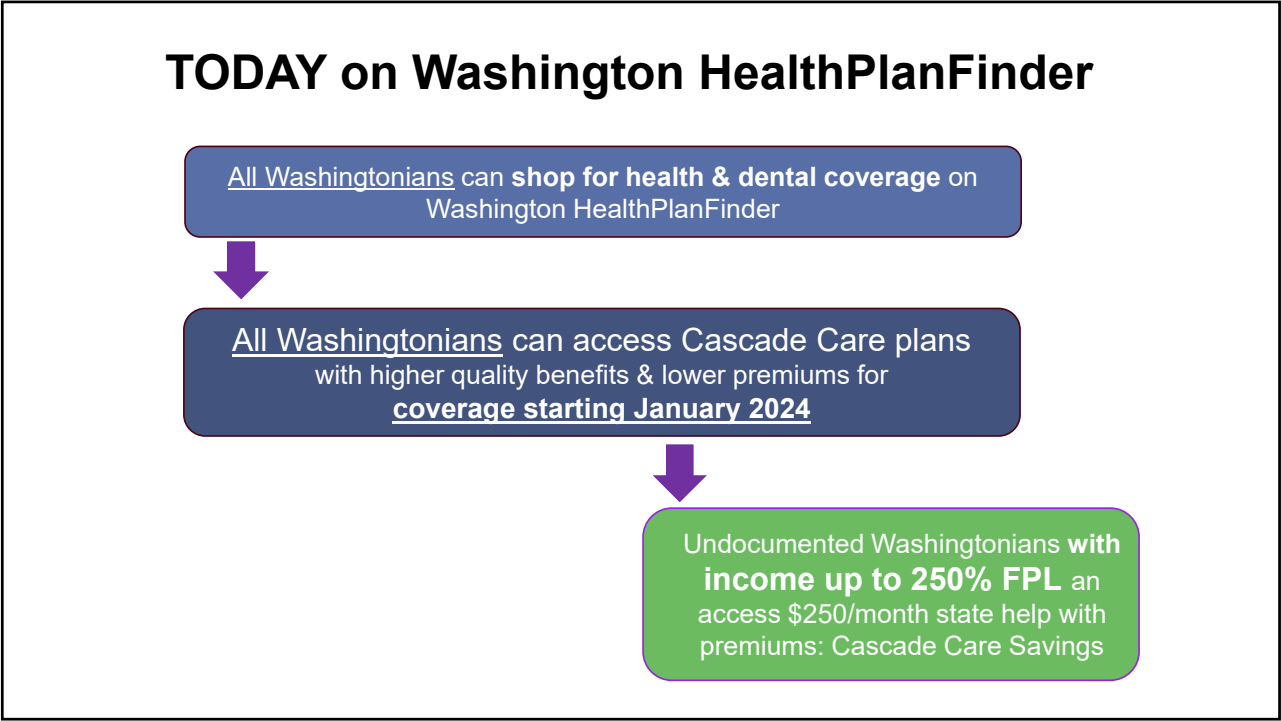 TODAY on Washington HealthPlanFinder
All Washingtonians can shop for health & dental coverage on
Washington HealthPlanFinder
All Washingtonians can access Cascade Care plans
with higher quality benefits & lower premiums for
coverage starting January 2024
Undocumented Washingtonians with
income up to 250% FPL an
access $250/month state help with
premiums: Cascade Care Savings